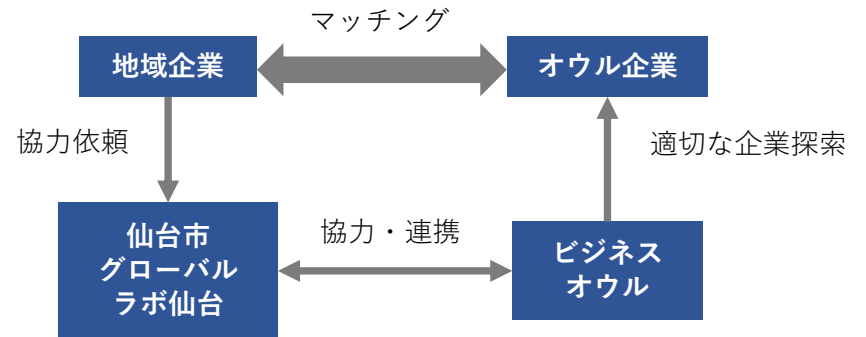 マッチング
地域企業
オウル企業
協力依頼
適切な企業探索
仙台市
グローバル
ラボ仙台
協力・連携
ビジネス
オウル